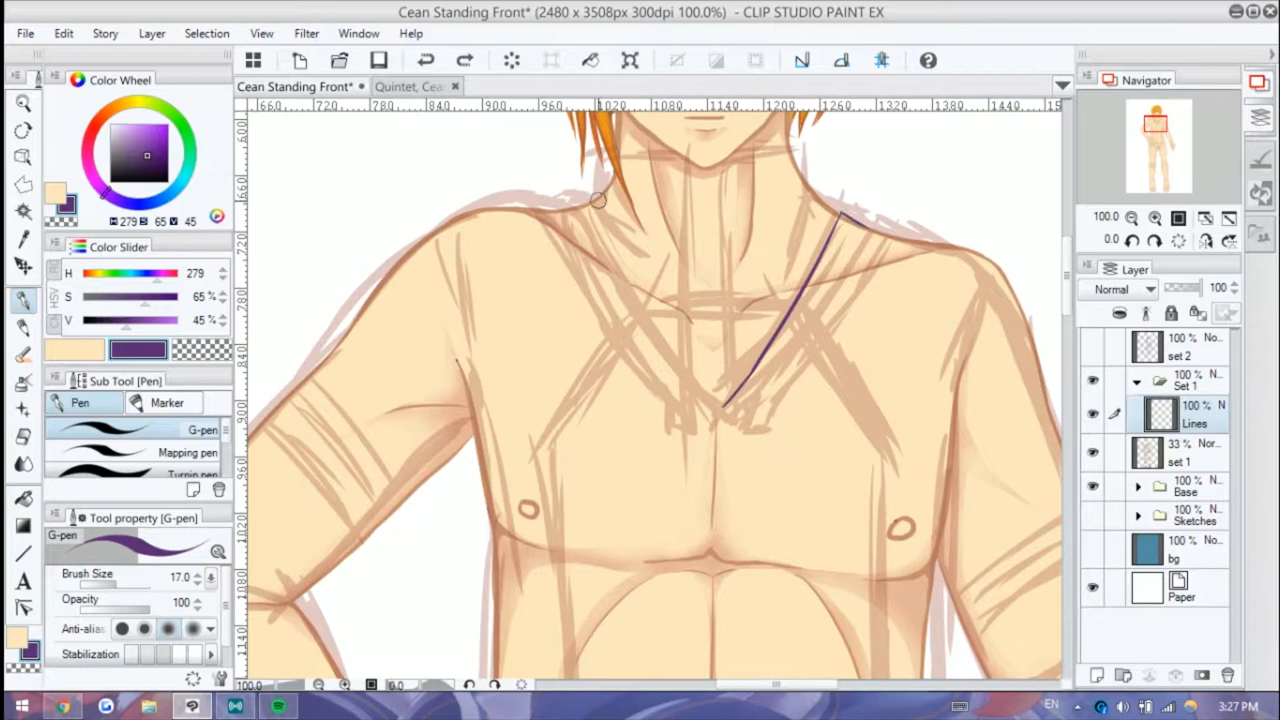 Cean Standing Front* (2480 x 3508px 300dpi 100.0%) - CLIP STUDIO PAINT EX
File Edit Story Layer Selection View Filter Window Help
Color Wheel
Cean Standing Front*
Quintet, Cea
Navigator
660 720 780 840 900 960 1020 1080 1140 1200 1260 1320 1380 1440
600
660
720
780
840
900
960
1020
1080
1140
H 279 S 65 V 45
Color Slider
HSV
H 279
S 65 %
V 45 %
Sub Tool [Pen]
Pen Marker
G-pen
Mapping pen
Turnip pen
Tool property [G-pen]
G-pen
Brush Size 17.0
Opacity 100
Anti-alias
Stabilization
100.0
0.0
100.0
0.0
Layer
Normal 100
100 % No..
set 2
100 % N
Set 1
100 % N
Lines
33 % Nor..
set 1
100 % N
Base
100 % N
Sketches
100 % No..
bg
Paper
EN
3:27 PM